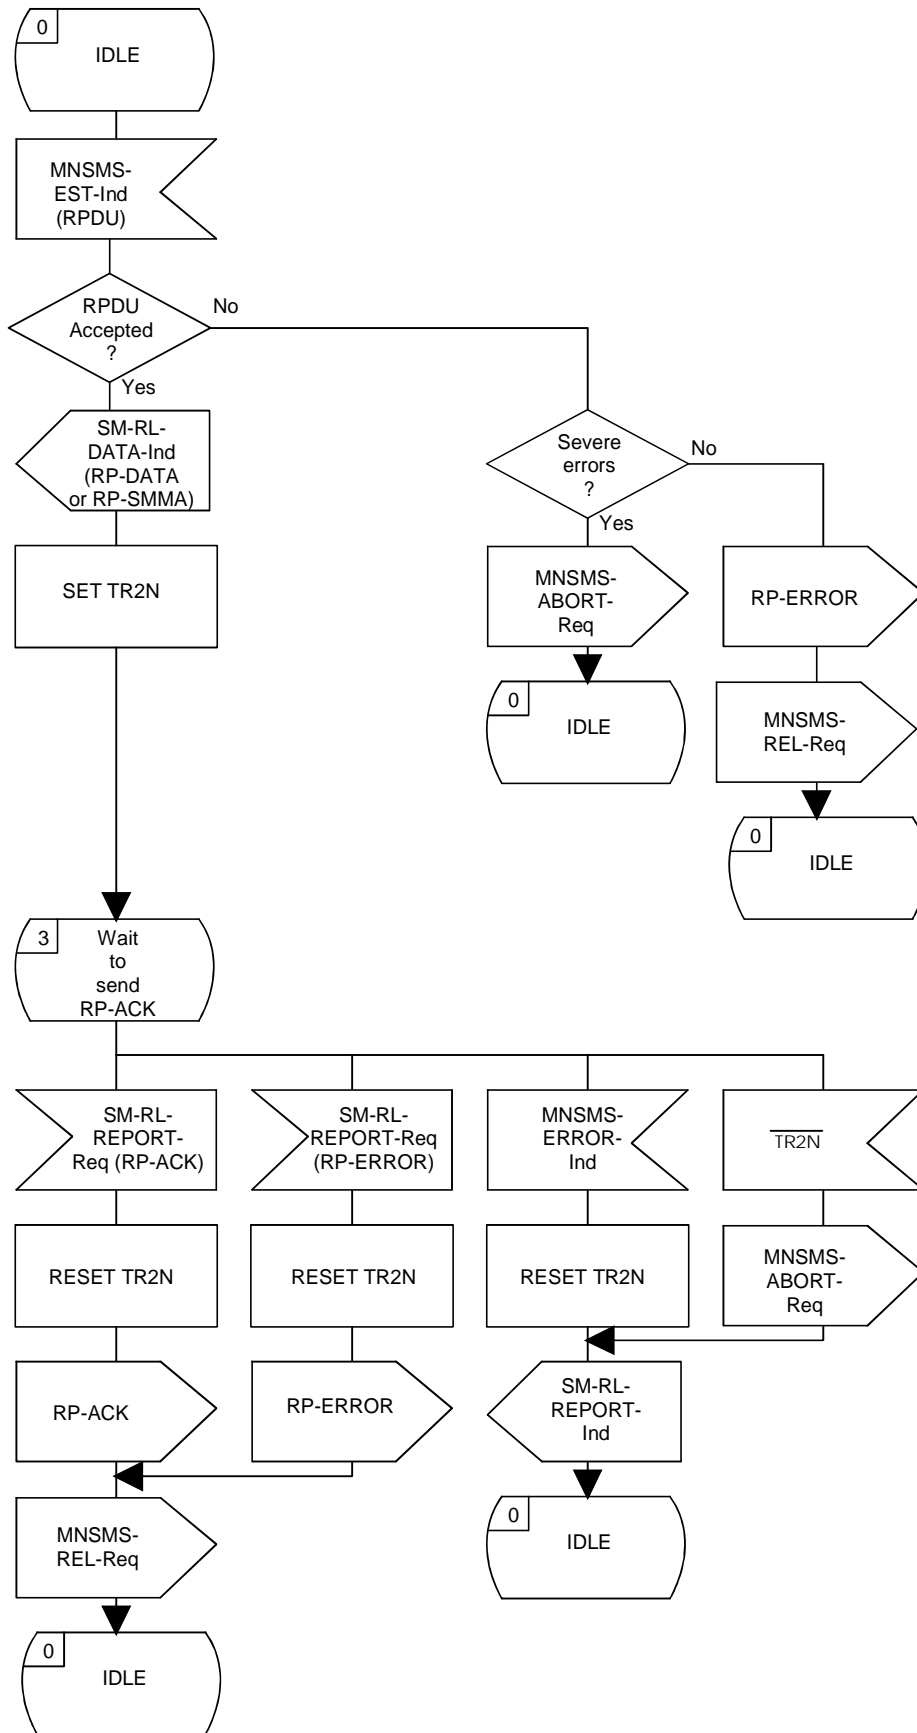 0
IDLE
MNSMS-
EST-Ind
(RPDU)
RPDU
Accepted
?
No
Yes
SM-RL-
DATA-Ind
(RP-DATA
or RP-SMMA)
Severe
errors
?
No
Yes
SET TR2N
MNSMS-
ABORT-
Req
RP-ERROR
0
IDLE
MNSMS-
REL-Req
0
IDLE
3
Wait
to
send
RP-ACK
SM-RL-
REPORT-
Req (RP-ACK)
SM-RL-
REPORT-Req
(RP-ERROR)
MNSMS-
ERROR-
Ind
TR2N
RESET TR2N
RESET TR2N
RESET TR2N
MNSMS-
ABORT-
Req
RP-ACK
RP-ERROR
SM-RL-
REPORT-
Ind
MNSMS-
REL-Req
0
IDLE
0
IDLE